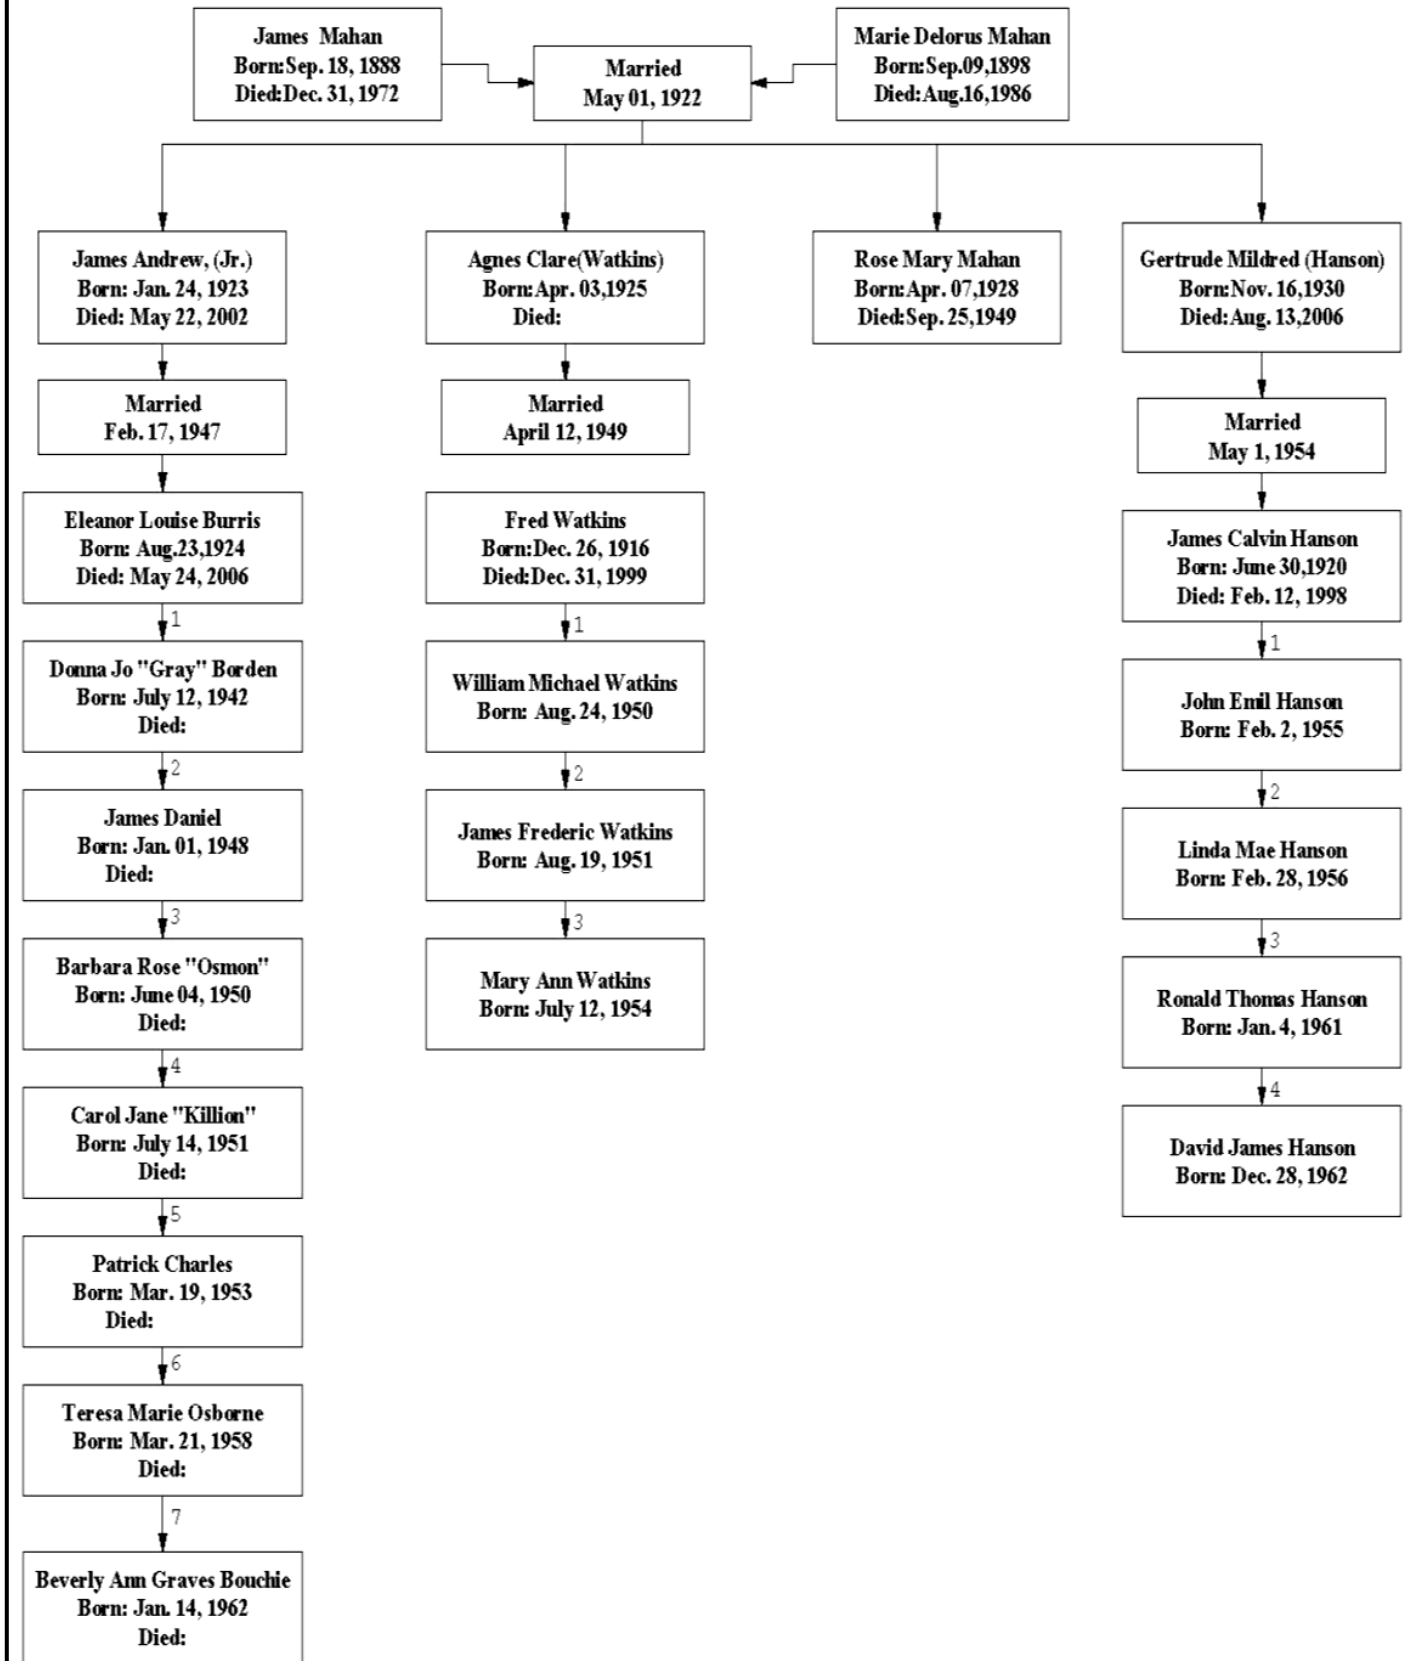 James  Mahan
Born:Sep. 18, 1888
Died:Dec. 31, 1972
Married
May 01, 1922
Marie Delorus Mahan
Born:Sep.09,1898
Died:Aug.16,1986
James Andrew, (Jr.)
Born: Jan. 24, 1923
Died: May 22, 2002
Married
Feb. 17, 1947
Eleanor Louise Burris
Born: Aug.23,1924
Died: May 24, 2006
1
Donna Jo "Gray" Borden
Born: July 12, 1942
Died:
2
James Daniel
Born: Jan. 01, 1948
Died:
3
Barbara Rose "Osmon"
Born: June 04, 1950
Died:
4
Carol Jane "Killion"
Born: July 14, 1951
Died:
5
Patrick Charles
Born: Mar. 19, 1953
Died:
6
Teresa Marie Osborne
Born: Mar. 21, 1958
Died:
7
Beverly Ann Graves Bouchie
Born: Jan. 14, 1962
Died:
Agnes Clare(Watkins)
Born:Apr. 03,1925
Died:
Married
April 12, 1949
Fred Watkins
Born:Dec. 26, 1916
Died:Dec. 31, 1999
1
William Michael Watkins
Born: Aug. 24, 1950
2
James Frederic Watkins
Born: Aug. 19, 1951
3
Mary Ann Watkins
Born: July 12, 1954
Rose Mary Mahan
Born:Apr. 07,1928
Died:Sep. 25,1949
Gertrude Mildred (Hanson)
Born:Nov. 16,1930
Died:Aug. 13,2006
Married
May 1, 1954
James Calvin Hanson
Born: June 30,1920
Died: Feb. 12, 1998
1
John Emil Hanson
Born: Feb. 2, 1955
2
Linda Mae Hanson
Born: Feb. 28, 1956
3
Ronald Thomas Hanson
Born: Jan. 4, 1961
4
David James Hanson
Born: Dec. 28, 1962